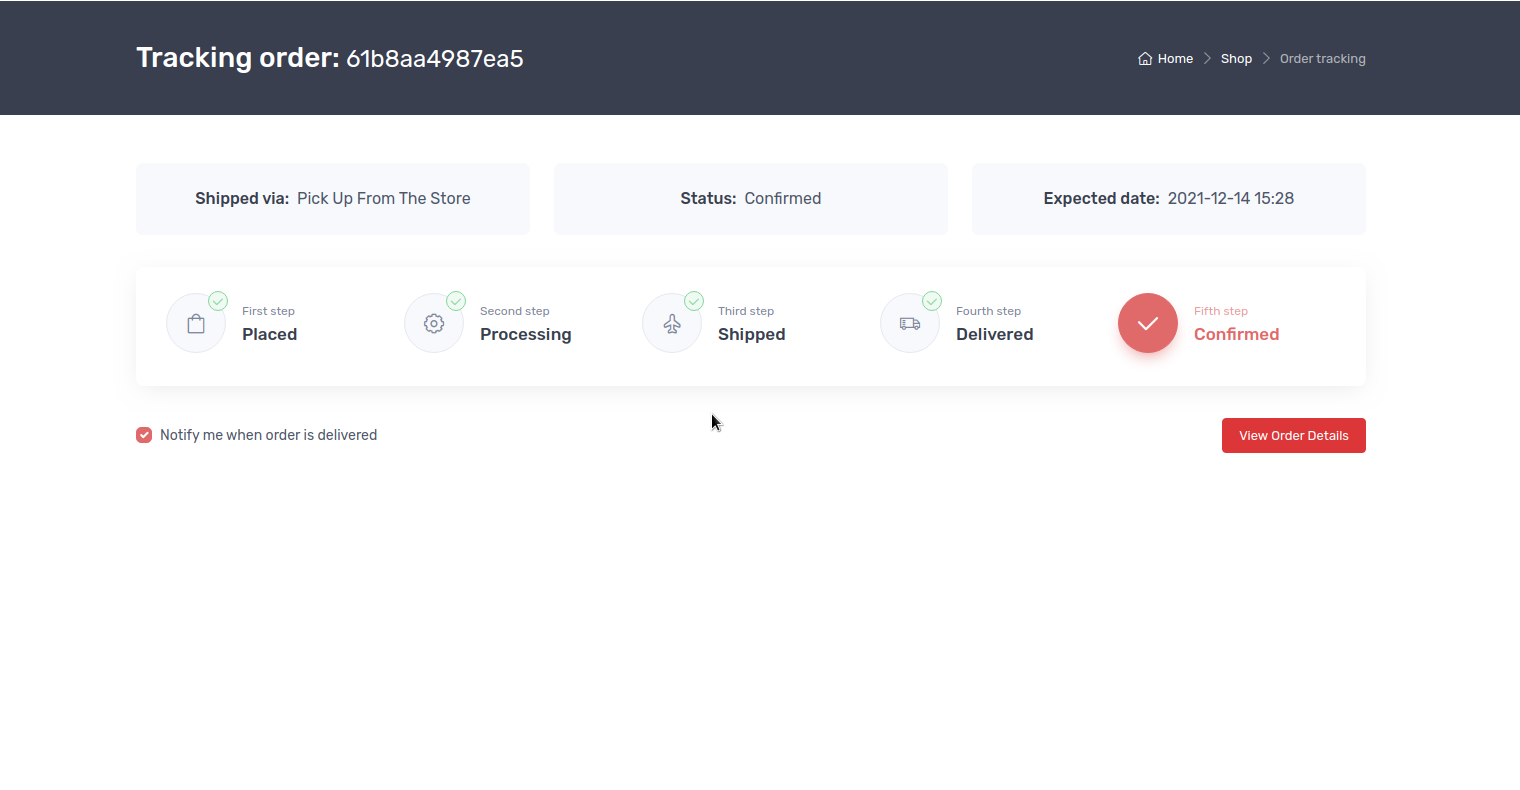 Tracking order: 61b8aa4987ea5
Home Shop Order tracking
Shipped via: Pick Up From The Store
Status: Confirmed
Expected date: 2021-12-14 15:28
First step
Placed
Second step
Processing
Third step
Shipped
Fourth step
Delivered
Fifth step
Confirmed
Notify me when order is delivered
View Order Details